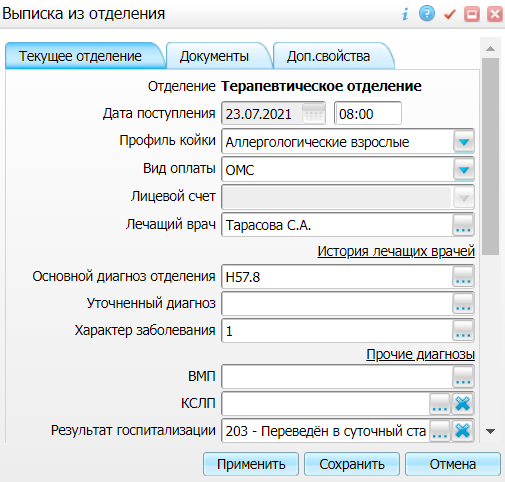 Выписка из отделения
Текущее отделение Документы Доп.свойства
Отделение Терапевтическое отделение
Дата поступления 23.07.2021 08:00
Профиль койки Аллергологические взрослые
Вид оплаты ОМС
Лицевой счет
Лечащий врач Тарасова С.А. ...
История лечащих врачей
Основной диагноз отделения H57.8 ...
Уточненный диагноз ...
Характер заболевания 1 ...
Прочие диагнозы
ВМП ...
КСЛП ...
Результат госпитализации 203 - Переведён в суточный ста ...
Применить Сохранить Отмена